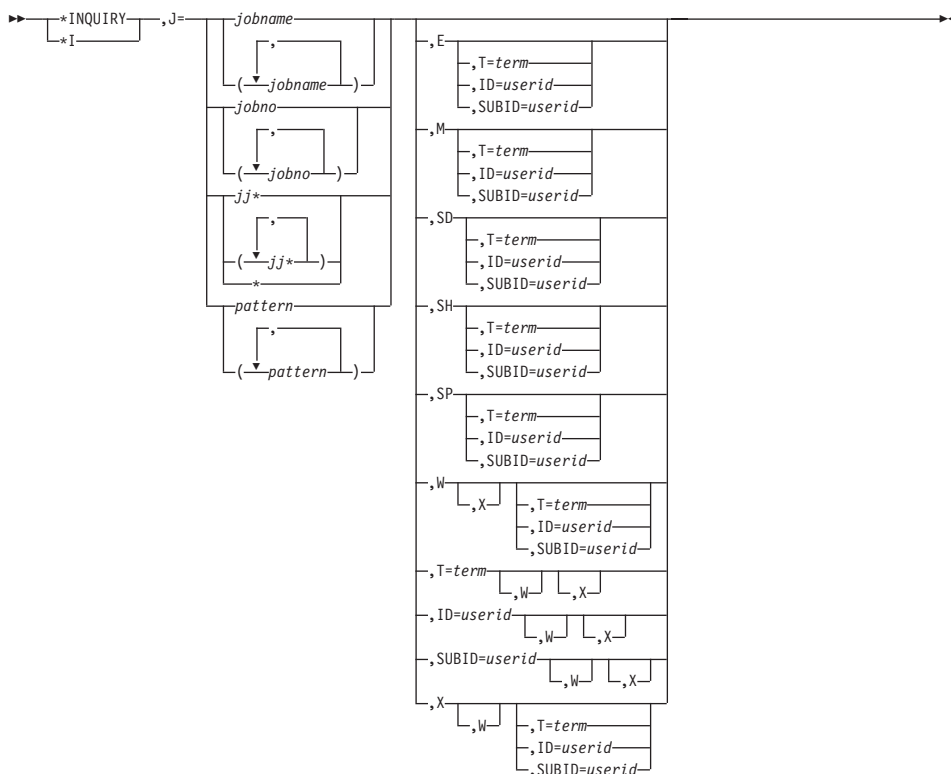 *INQUIRY ,J= jobname
*I ,
( jobname ) ,E
,T=term
,ID=userid
,SUBID=userid
jobno
,
( jobno ) ,M
,T=term
,ID=userid
,SUBID=userid
jj*
,
( jj* )
*
,SD
,T=term
,ID=userid
,SUBID=userid
pattern
,
( pattern )
,SH
,T=term
,ID=userid
,SUBID=userid
,SP
,T=term
,ID=userid
,SUBID=userid
,W
,X ,T=term
,ID=userid
,SUBID=userid
,T=term
,W ,X
,ID=userid
,W ,X
,SUBID=userid
,W ,X
,X
,W ,T=term
,ID=userid
,SUBID=userid